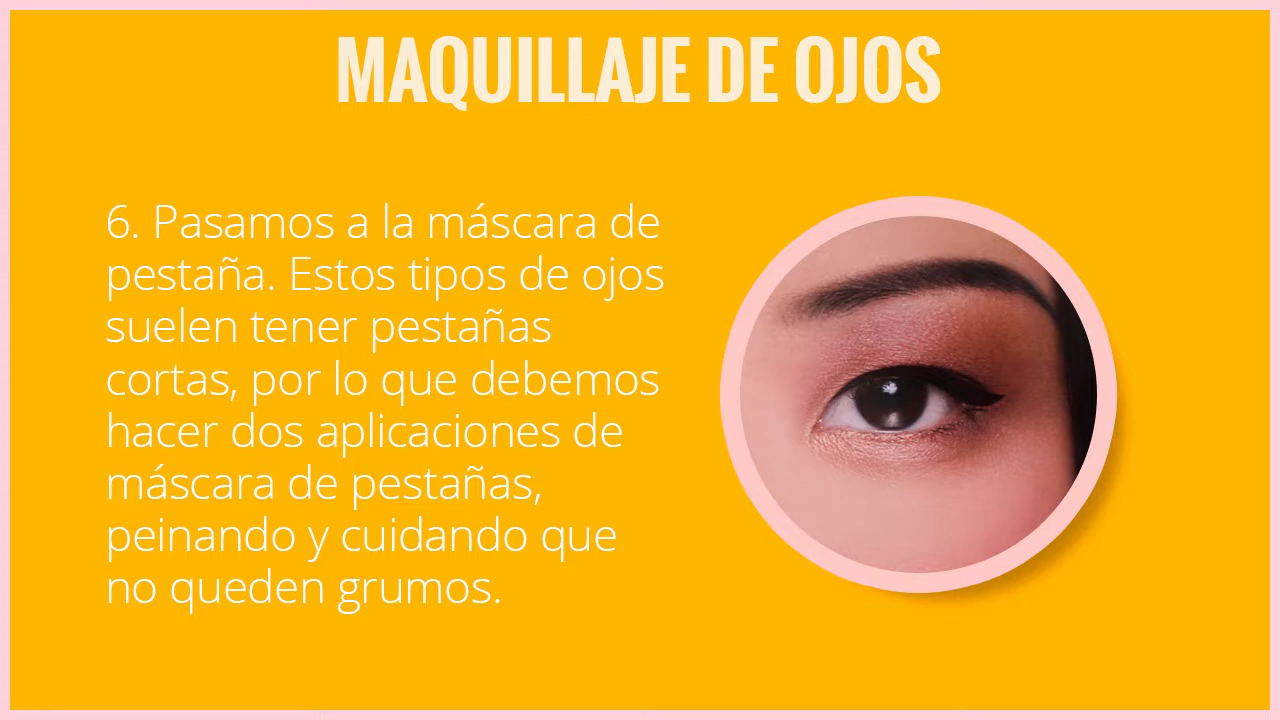 MAQUILLAJE DE OJOS
6. Pasamos a la máscara de
pestaña. Estos tipos de ojos
suelen tener pestañas
cortas, por lo que debemos
hacer dos aplicaciones de
máscara de pestañas,
peinando y cuidando que
no queden grumos.